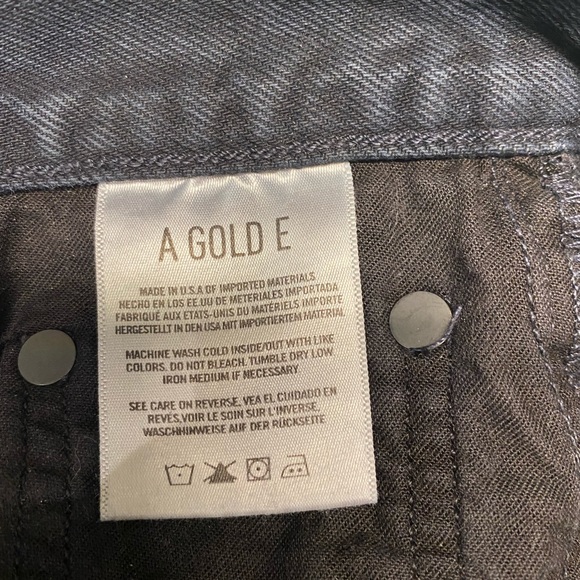 A GOLD E
MADE IN U.S.A OF IMPORTED MATERIALS
HECHO EN LOS EE.UU DE METERIALES IMPORTADA
FABRIQUÉ AUX ETATS-UNIS DU MATÉRIELS IMPORTE
HERGESTELLT IN DEN USA MIT IMPORTIERTEM MATERIAL
MACHINE WASH COLD INSIDE/OUT WITH LIKE
COLORS. DO NOT BLEACH. TUMBLE DRY LOW
IRON MEDIUM IF NECESSARY.
SEE CARE ON REVERSE. VEA EL CUIDADO EN
REVÉS,VOIR LE SOIN SUR L'INVERSE.
WASCHHINWEISE AUF DER RÜCKSEITE